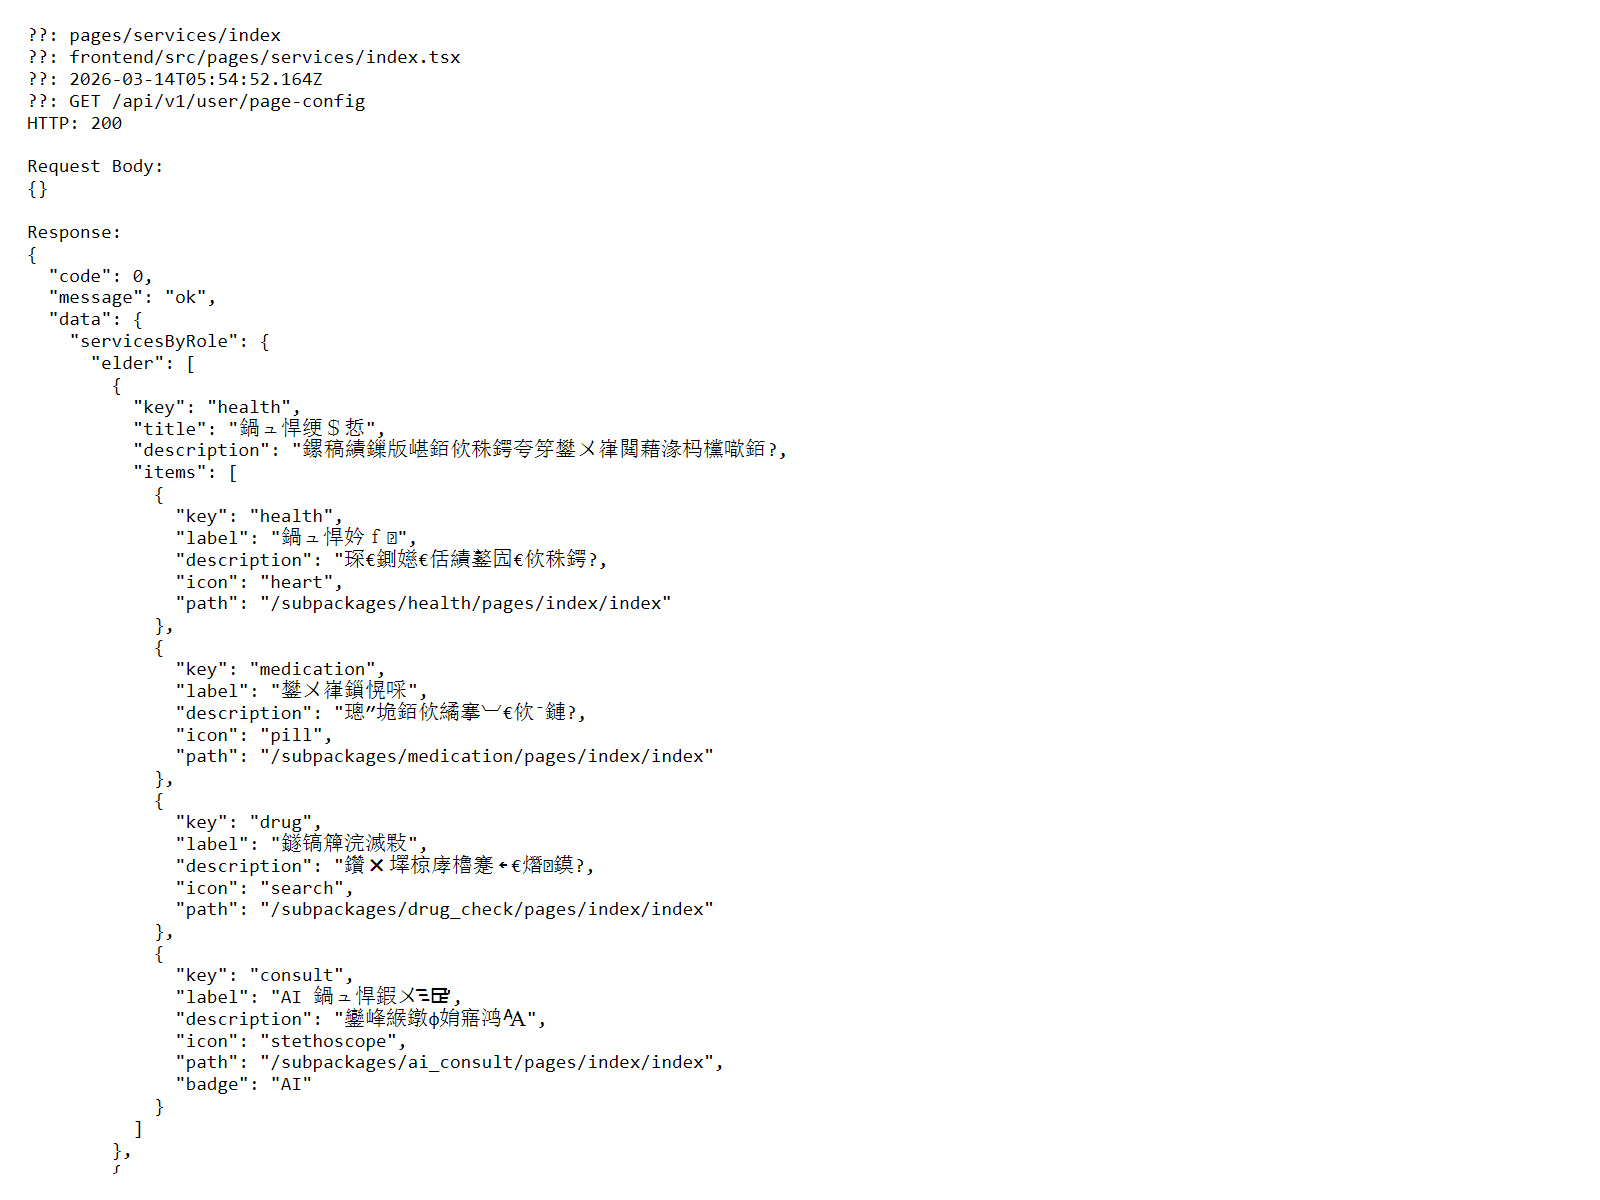 ??: pages/services/index
??: frontend/src/pages/services/index.tsx
??: 2026-03-14T05:54:52.164Z
??: GET /api/v1/user/page-config
HTTP: 200
Request Body:
{}
Response:
{
"code": 0,
"message": "ok",
"data": {
"servicesByRole": {
"elder": [
{
"key": "health",
"title":
"description":
"items": [
{
"key": "health",
"label":
"description":
"icon": "heart",
"path": "/subpackages/health/pages/index/index"
},
{
"key": "medication",
"label":
"description":
"icon": "pill",
"path": "/subpackages/medication/pages/index/index"
},
{
"key": "drug",
"label":
"description":
"icon": "search",
"path": "/subpackages/drug_check/pages/index/index"
},
{
"key": "consult",
"label": "AI
"description":
"icon": "stethoscope",
"path": "/subpackages/ai_consult/pages/index/index",
"badge": "AI"
}
]
},
{